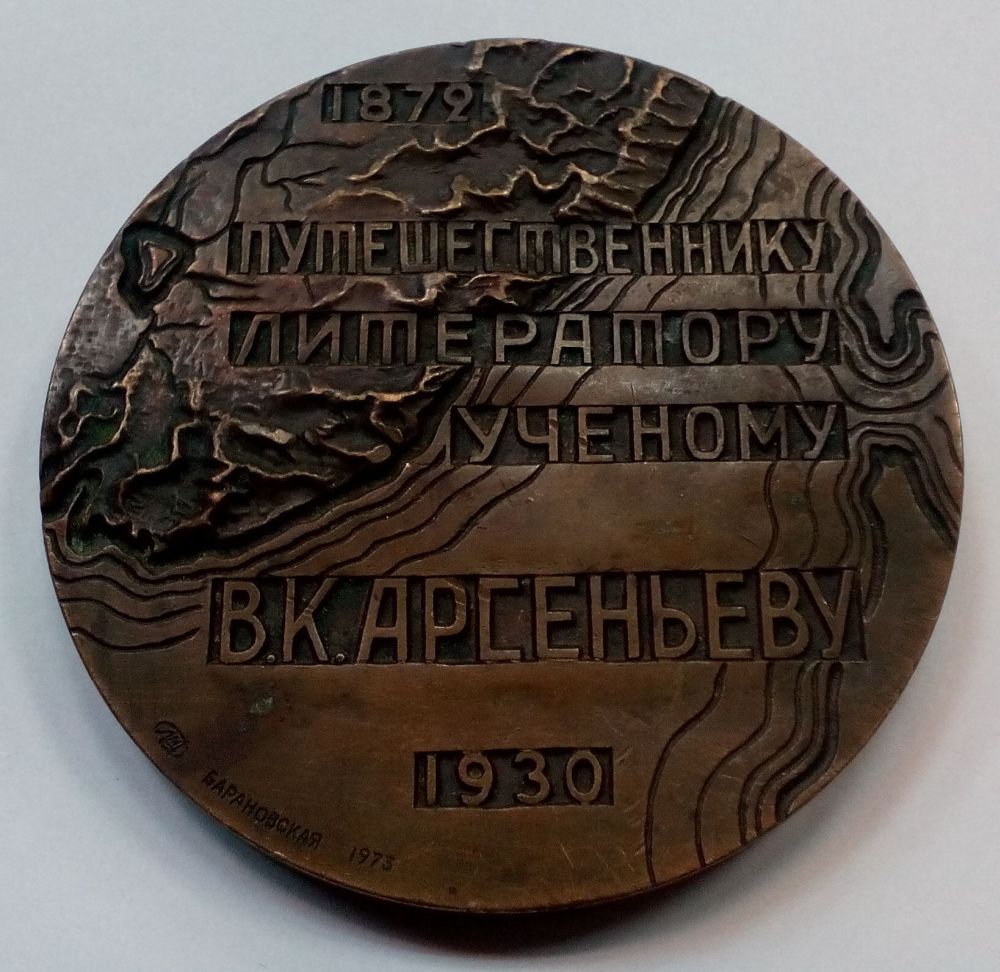 1872
ПУТЕШЕСТВЕННИКУ
ЛИТЕРАТОРУ
УЧЕНОМУ
В.К. АРСЕНЬЕВУ
1930
БАРАНОВСКАЯ 1973